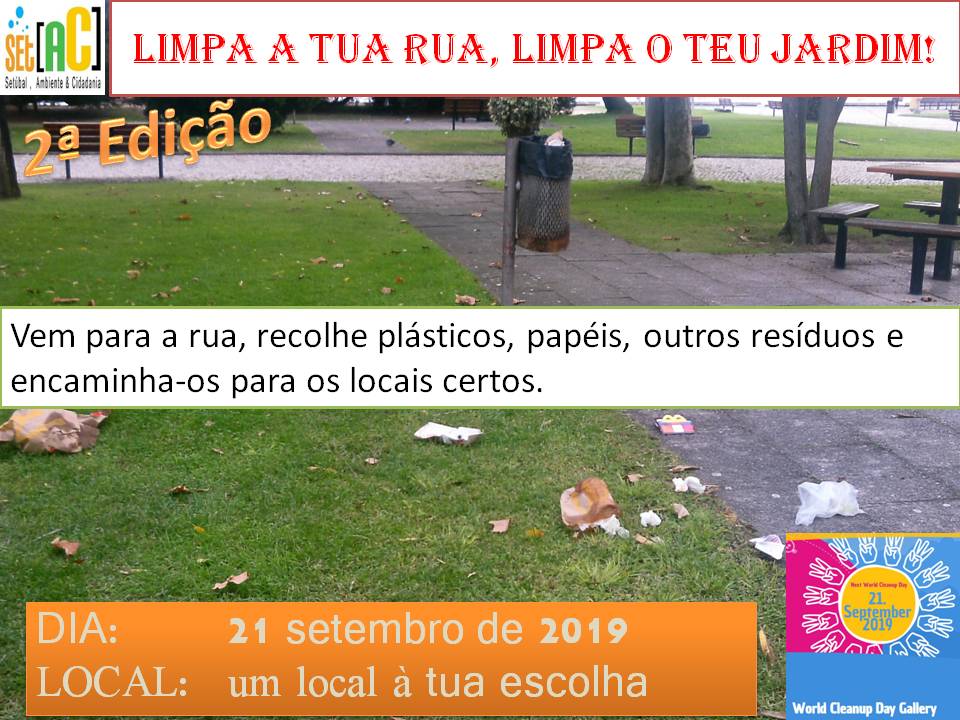 SET[AC]
Setúbal , Ambiente & Cidadania
LIMPA A TUA RUA, LIMPA O TEU JARDIM!
2ª Edição
Vem para a rua, recolhe plásticos, papéis, outros resíduos e
encaminha-os para os locais certos.
DIA: 21 setembro de 2019
LOCAL: um local à tua escolha
Next World Cleanup Day
21.
September
2019
World Cleanup Day Gallery